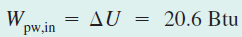 W_pw,in = ΔU = 20.6 Btu